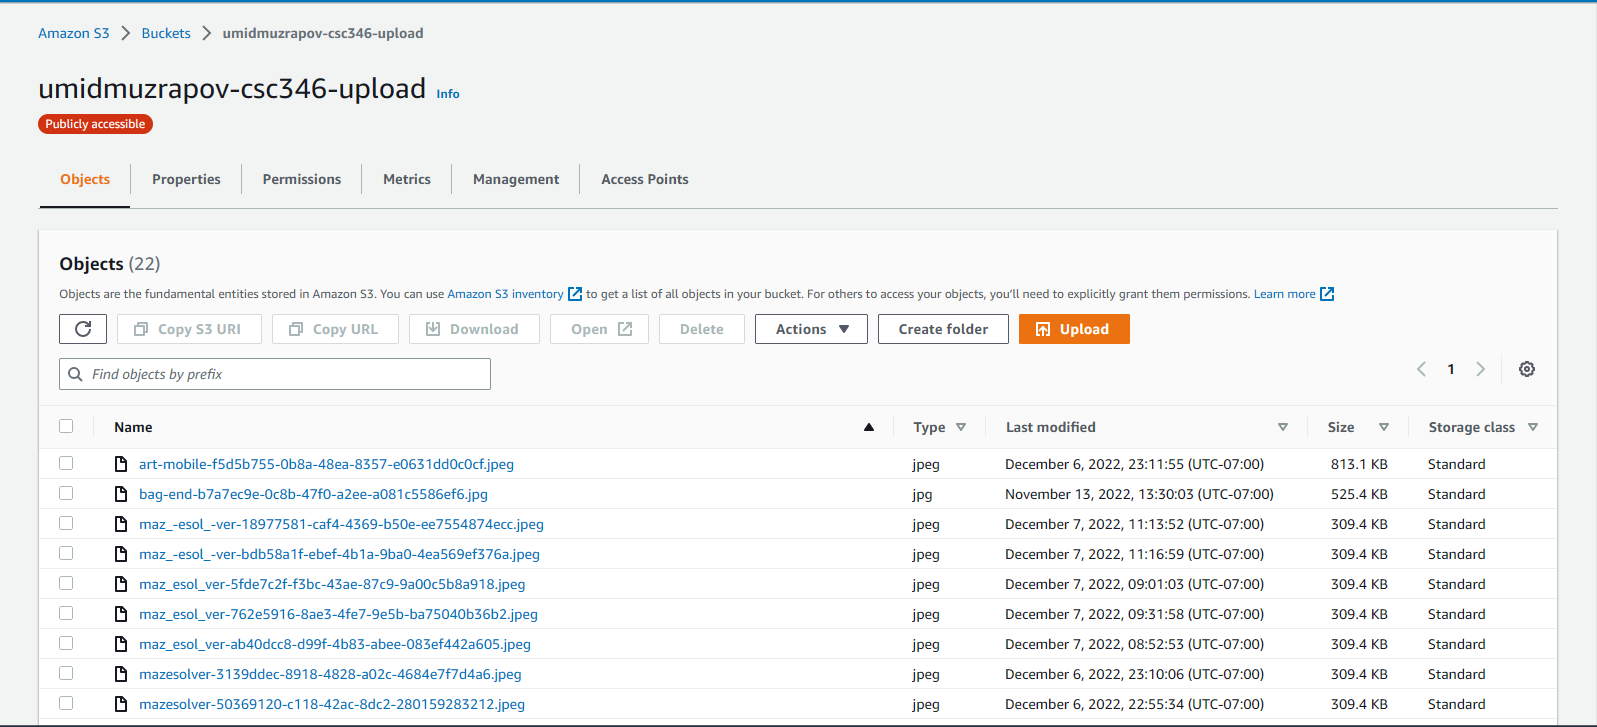 Amazon S3 > Buckets > umidmuzrapov-csc346-upload
umidmuzrapov-csc346-upload Info
Publicly accessible
Objects Properties Permissions Metrics Management Access Points
Objects (22)
Objects are the fundamental entities stored in Amazon S3. You can use Amazon S3 inventory to get a list of all objects in your bucket. For others to access your objects, you'll need to explicitly grant them permissions. Learn more
Copy S3 URI Copy URL Download Open Delete Actions Create folder Upload
Find objects by prefix
1
Name Type Last modified Size Storage class
art-mobile-f5d5b755-0b8a-48ea-8357-e0631dd0c0cf.jpeg jpeg December 6, 2022, 23:11:55 (UTC-07:00) 813.1 KB Standard
bag-end-b7a7ec9e-0c8b-47f0-a2ee-a081c5586ef6.jpg jpg November 13, 2022, 13:30:03 (UTC-07:00) 525.4 KB Standard
maz_-esol_-ver-18977581-caf4-4369-b50e-ee7554874ecc.jpeg jpeg December 7, 2022, 11:13:52 (UTC-07:00) 309.4 KB Standard
maz_-esol_-ver-bdb58a1f-ebef-4b1a-9ba0-4ea569ef376a.jpeg jpeg December 7, 2022, 11:16:59 (UTC-07:00) 309.4 KB Standard
maz_esol_ver-5fde7c2f-f3bc-43ae-87c9-9a00c5b8a918.jpeg jpeg December 7, 2022, 09:01:03 (UTC-07:00) 309.4 KB Standard
maz_esol_ver-762e5916-8ae3-4fe7-9e5b-ba75040b36b2.jpeg jpeg December 7, 2022, 09:31:58 (UTC-07:00) 309.4 KB Standard
maz_esol_ver-ab40dcc8-d99f-4b83-abee-083ef442a605.jpeg jpeg December 7, 2022, 08:52:53 (UTC-07:00) 309.4 KB Standard
mazesolver-3139ddec-8918-4828-a02c-4684e7f7d4a6.jpeg jpeg December 6, 2022, 23:10:06 (UTC-07:00) 309.4 KB Standard
mazesolver-50369120-c118-42ac-8dc2-280159283212.jpeg jpeg December 6, 2022, 22:55:34 (UTC-07:00) 309.4 KB Standard